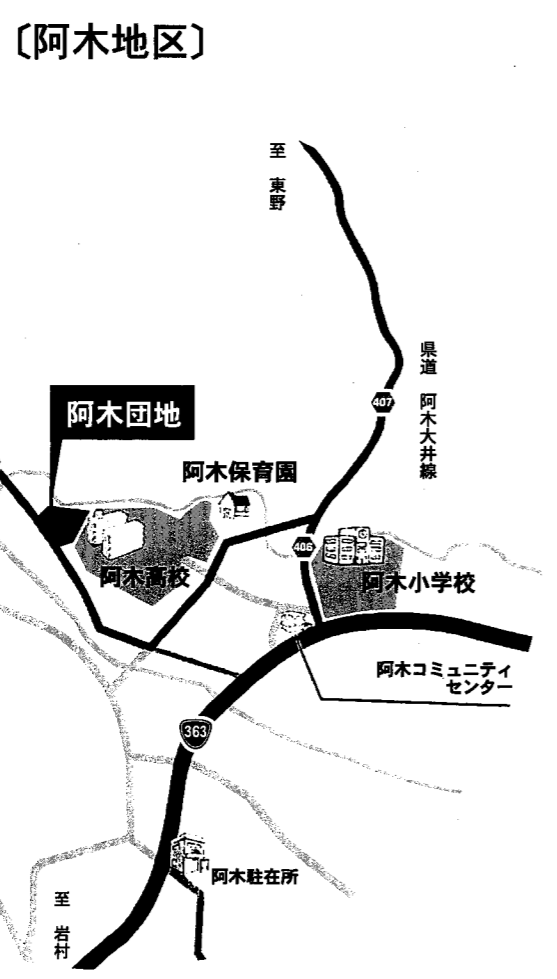 〔阿木地区〕
至 東野
県道 阿木大井線
407
阿木団地
阿木保育園
406
阿木高校
阿木小学校
阿木コミュニティ
センター
363
阿木駐在所
至 岩村